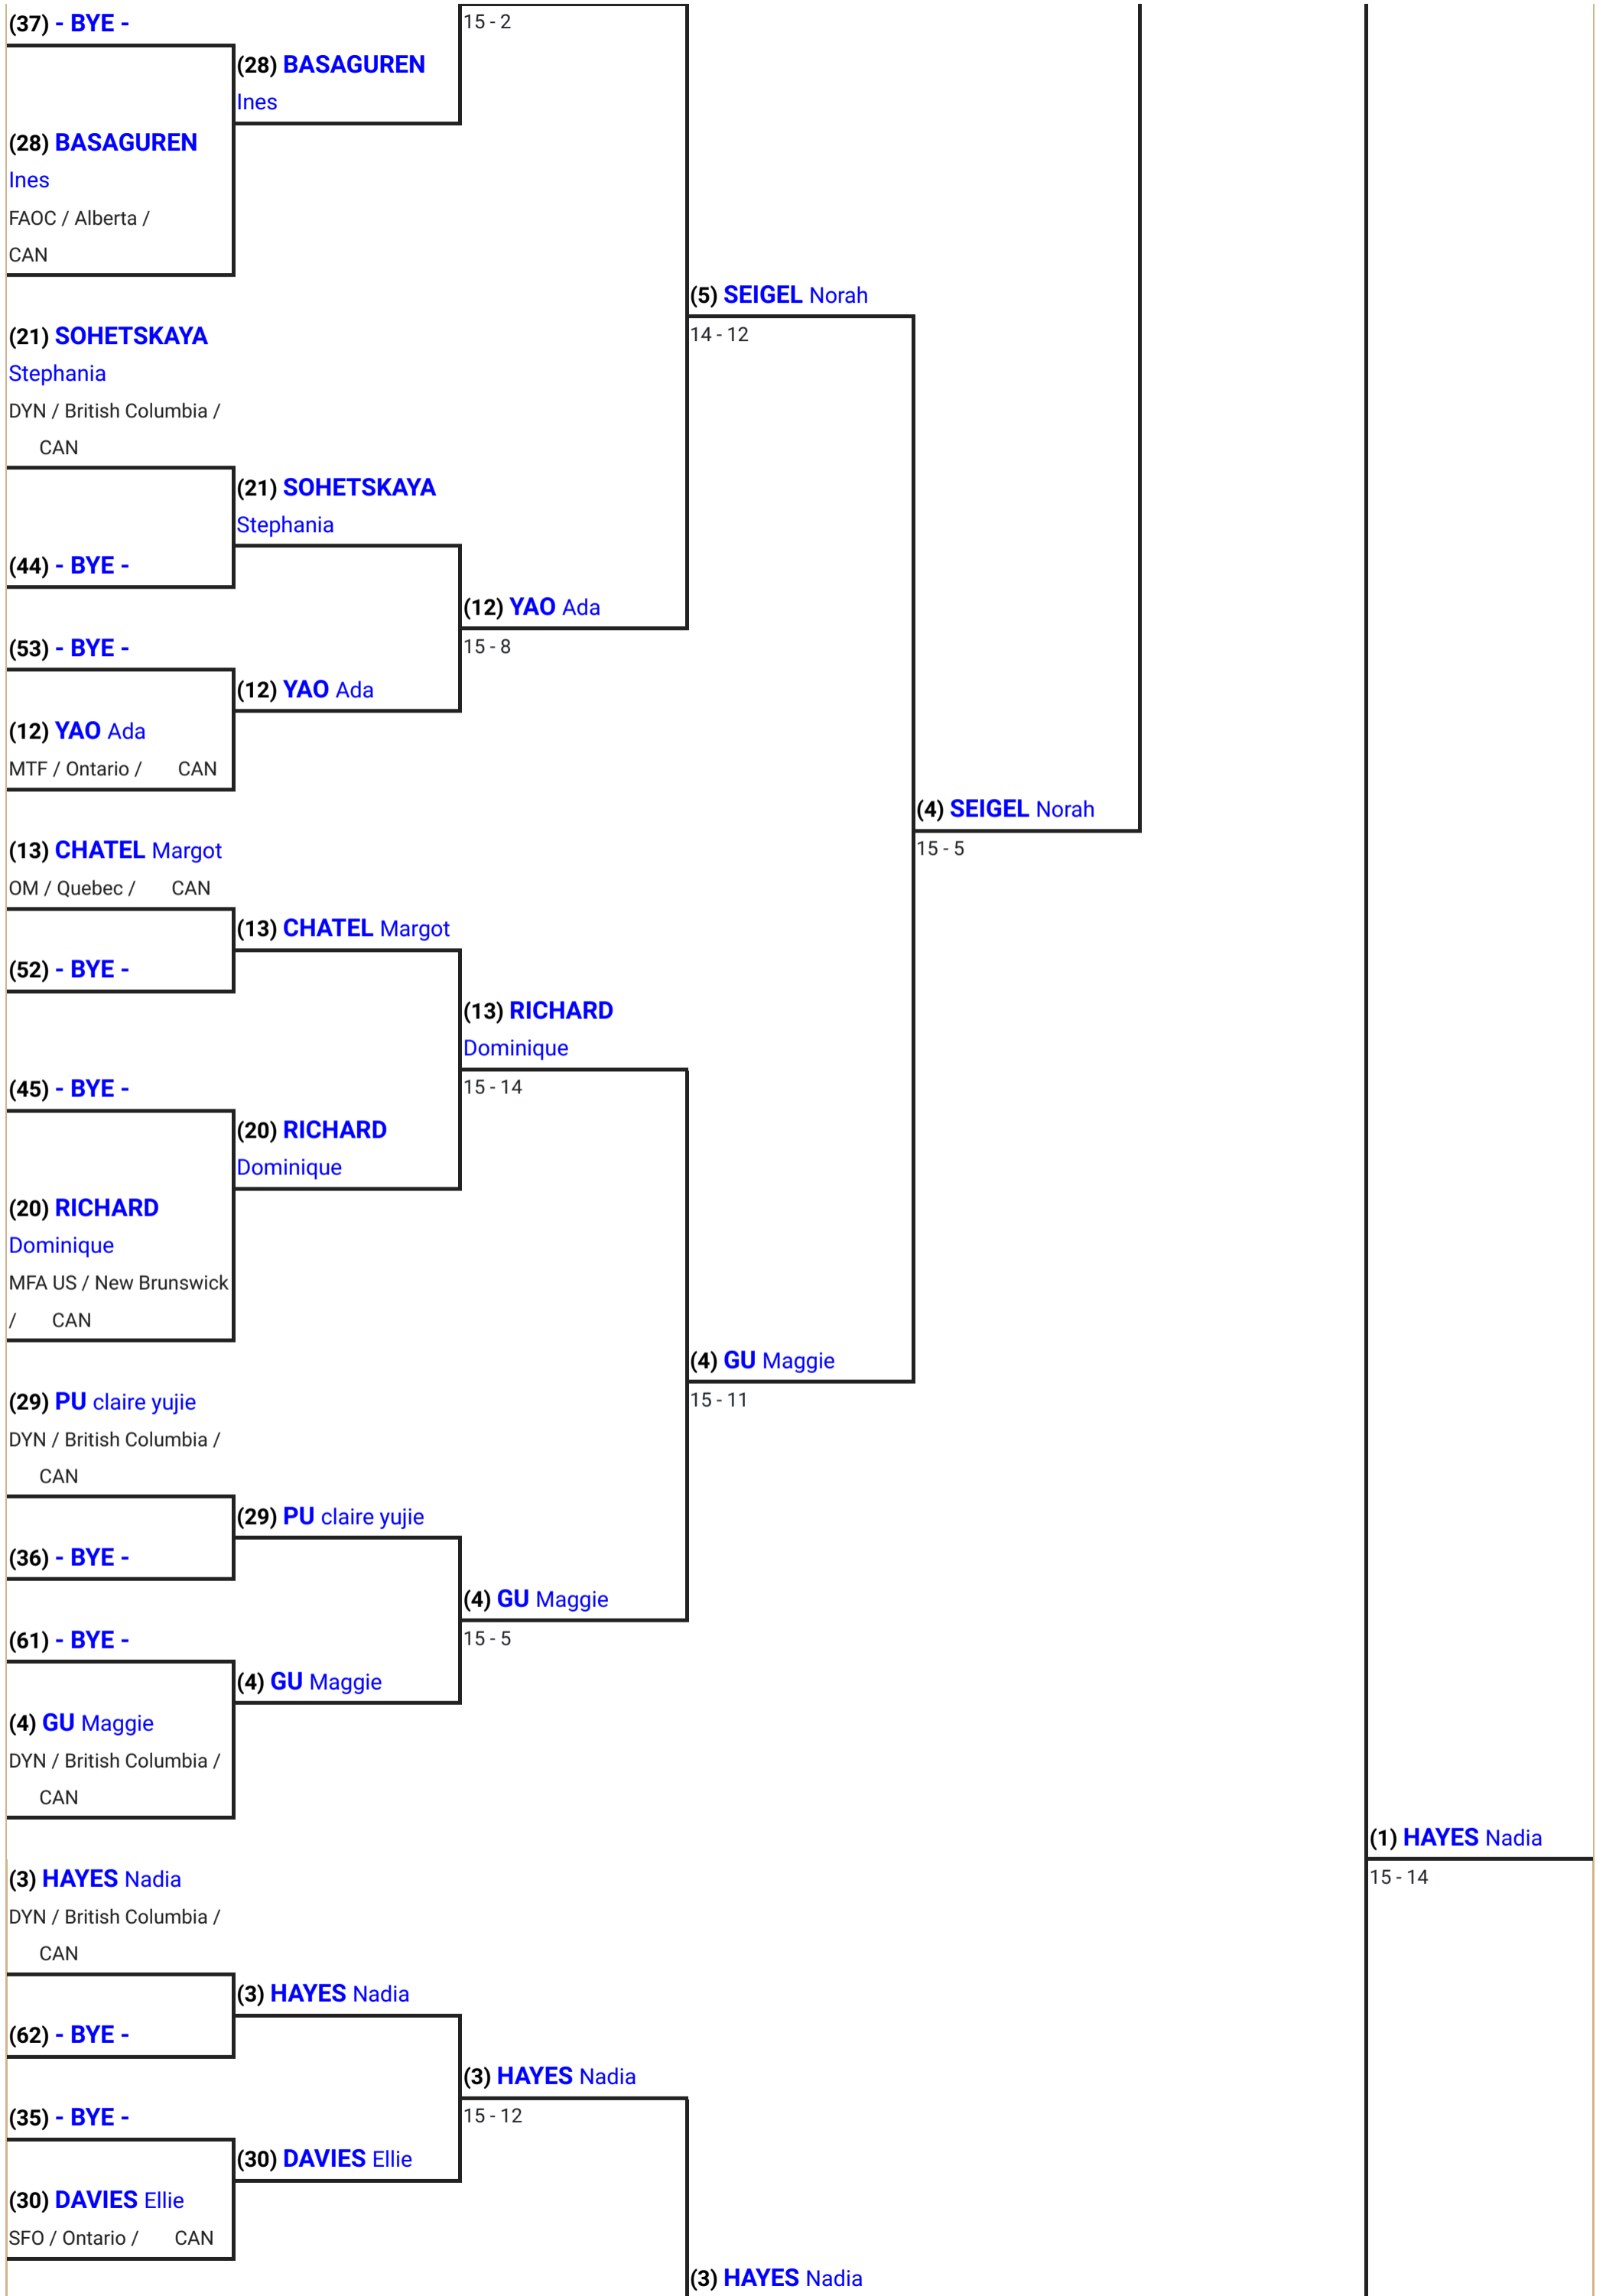 (37) - BYE -
15 - 2
(28) BASAGUREN
Ines
(28) BASAGUREN
Ines
FAOC / Alberta /
CAN
(5) SEIGEL Norah
14 - 12
(21) SOHETSKAYA
Stephania
DYN / British Columbia /
CAN
(21) SOHETSKAYA
Stephania
(44) - BYE -
(12) YAO Ada
15 - 8
(53) - BYE -
(12) YAO Ada
(12) YAO Ada
MTF / Ontario / CAN
(4) SEIGEL Norah
15 - 5
(13) CHATEL Margot
OM / Quebec / CAN
(13) CHATEL Margot
(52) - BYE -
(13) RICHARD
Dominique
15 - 14
(45) - BYE -
(20) RICHARD
Dominique
(20) RICHARD
Dominique
MFA US / New Brunswick
/ CAN
(4) GU Maggie
15 - 11
(29) PU claire yujie
DYN / British Columbia /
CAN
(29) PU claire yujie
(36) - BYE -
(4) GU Maggie
15 - 5
(61) - BYE -
(4) GU Maggie
(4) GU Maggie
DYN / British Columbia /
CAN
(1) HAYES Nadia
15 - 14
(3) HAYES Nadia
DYN / British Columbia /
CAN
(3) HAYES Nadia
(62) - BYE -
(3) HAYES Nadia
15 - 12
(35) - BYE -
(30) DAVIES Ellie
(30) DAVIES Ellie
SFO / Ontario / CAN
(3) HAYES Nadia